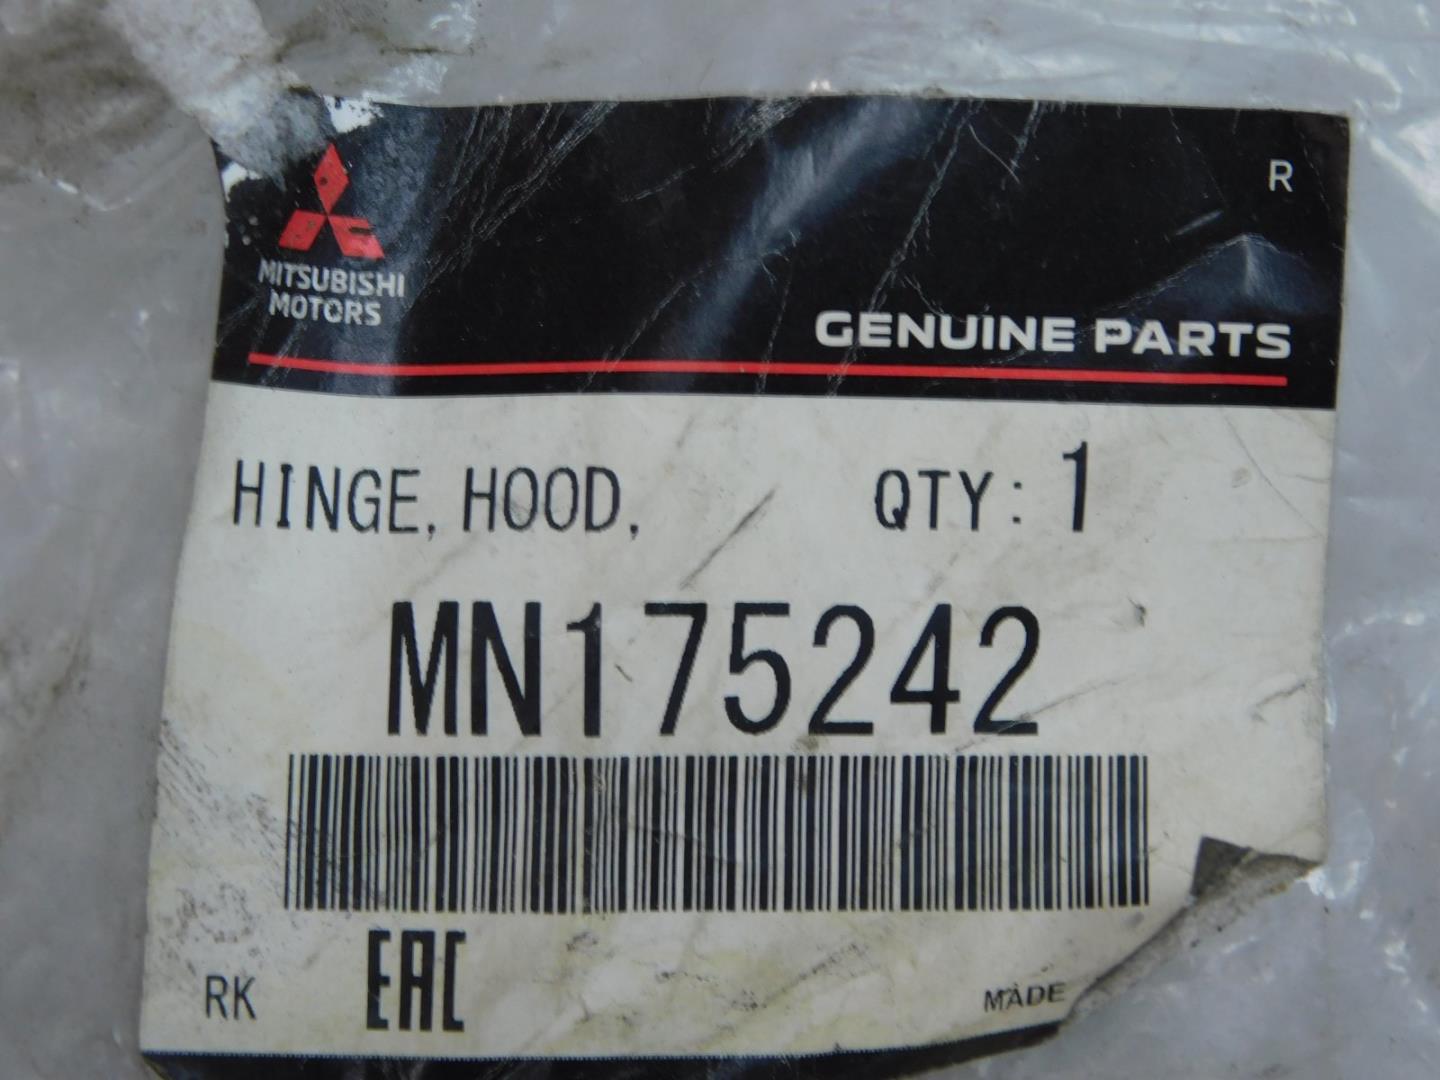 R
MITSUBISHI
MOTORS
GENUINE PARTS
HINGE, HOOD, QTY: 1
MN175242
RK EAC MADE